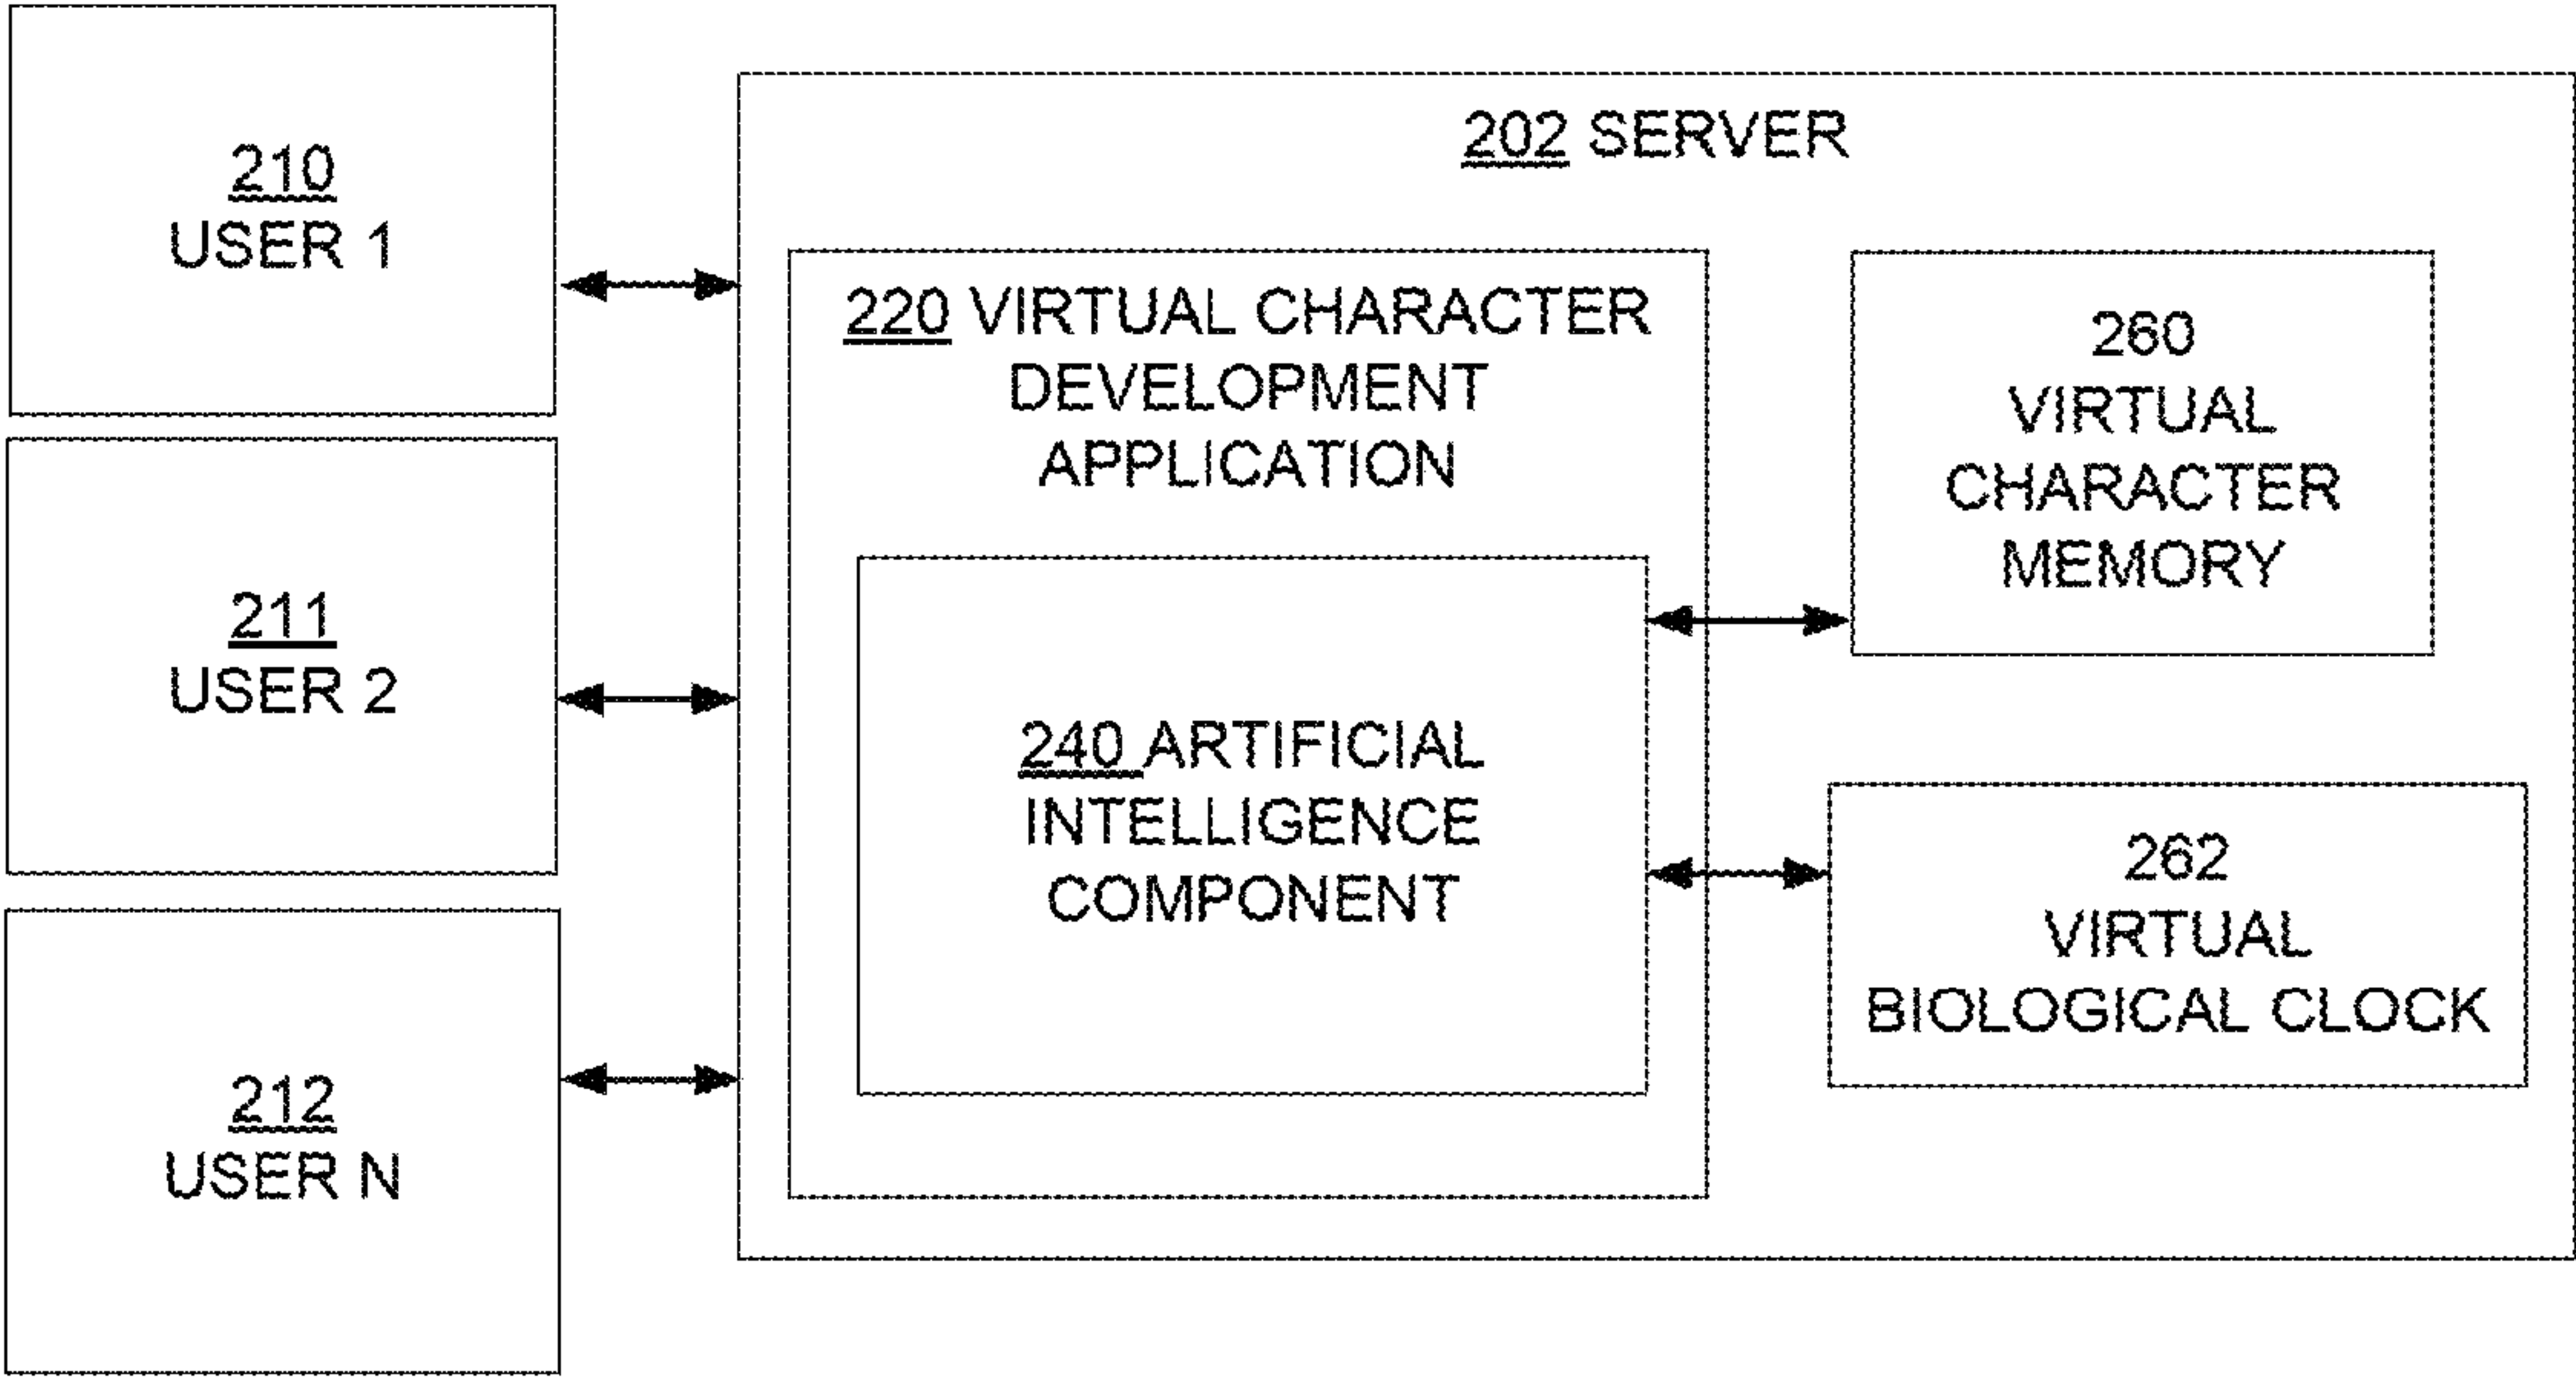 210
USER 1
211
USER 2
212
USER N
202 SERVER
220 VIRTUAL CHARACTER
DEVELOPMENT
APPLICATION
240 ARTIFICIAL
INTELLIGENCE
COMPONENT
260
VIRTUAL
CHARACTER
MEMORY
262
VIRTUAL
BIOLOGICAL CLOCK